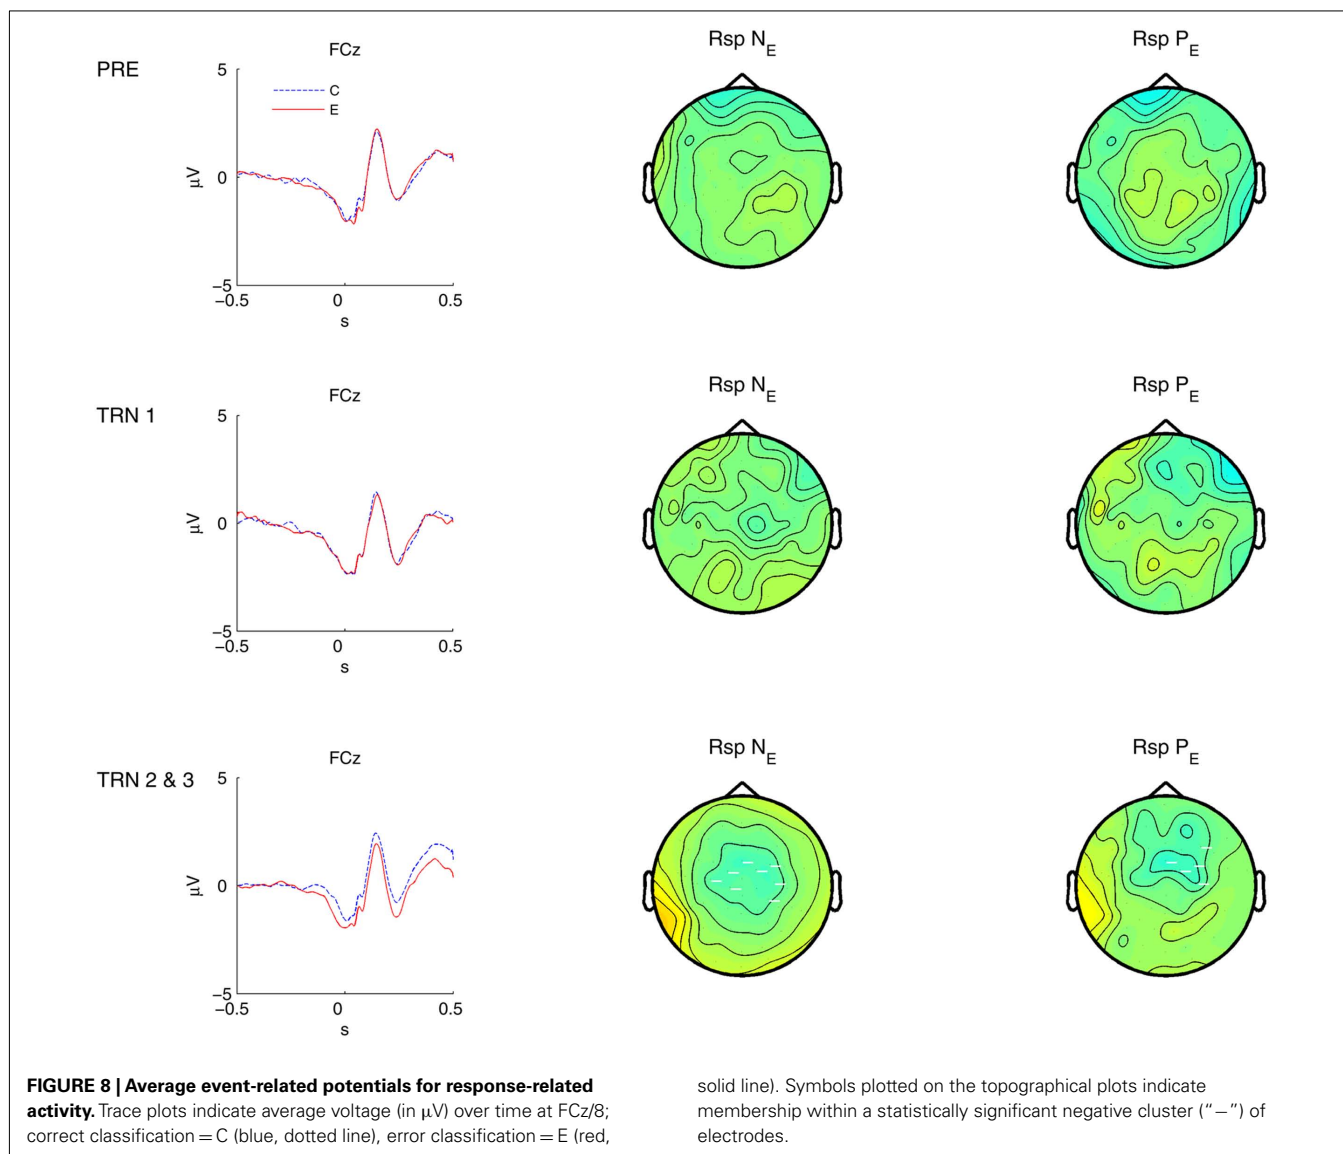 PRE
FCz
Rsp N_E
Rsp P_E
5
C
E
0
μV
−5
−0.5 0 0.5
s
TRN 1
FCz
Rsp N_E
Rsp P_E
5
0
μV
−5
−0.5 0 0.5
s
TRN 2 & 3
FCz
Rsp N_E
Rsp P_E
5
0
μV
−5
−0.5 0 0.5
s
FIGURE 8 | Average event-related potentials for response-related
activity. Trace plots indicate average voltage (in μV) over time at FCz/8;
correct classification = C (blue, dotted line), error classification = E (red,
solid line). Symbols plotted on the topographical plots indicate
membership within a statistically significant negative cluster (“−”) of
electrodes.